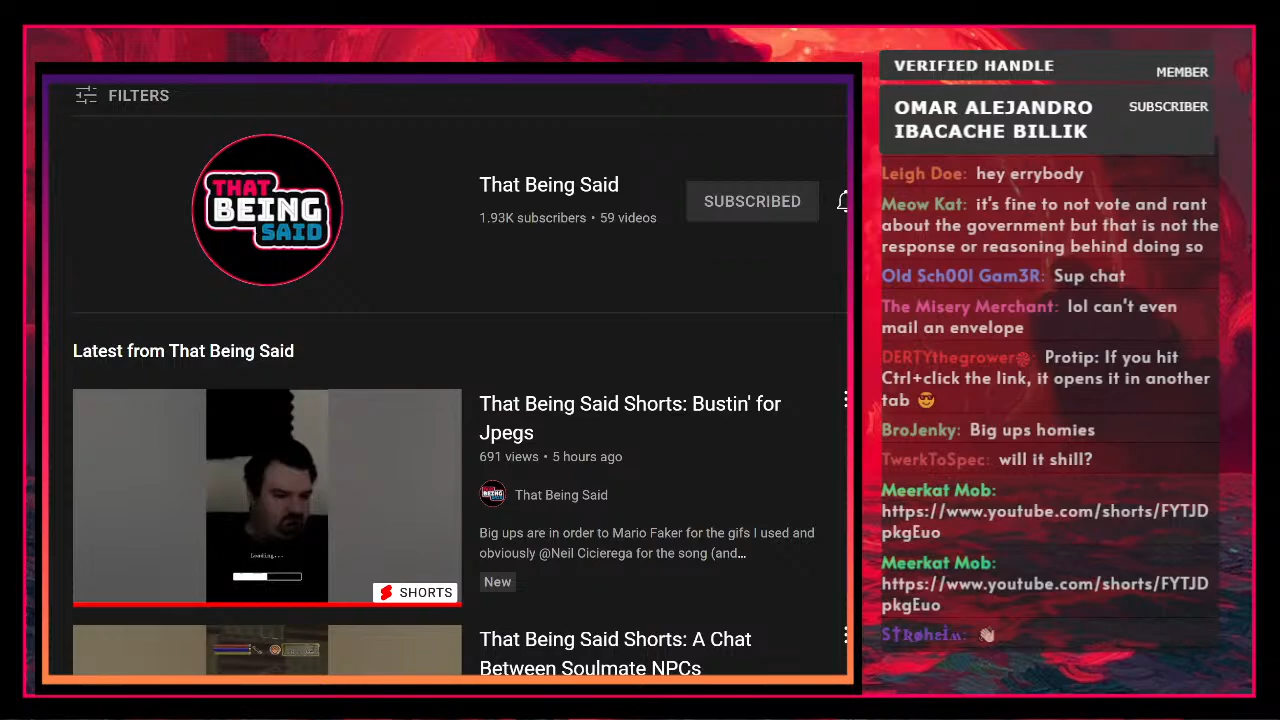 FILTERS
THAT
BEING
SAID
That Being Said
1.93K subscribers • 59 videos
SUBSCRIBED
Latest from That Being Said
Loading...
SHORTS
That Being Said Shorts: Bustin' for
Jpegs
691 views • 5 hours ago
That Being Said
Big ups are in order to Mario Faker for the gifs I used and
obviously @Neil Cicierega for the song (and...
New
That Being Said Shorts: A Chat
Between Soulmate NPCs
VERIFIED HANDLE
MEMBER
OMAR ALEJANDRO
IBACACHE BILLIK
SUBSCRIBER
Leigh Doe: hey errybody
Meow Kat: it's fine to not vote and rant
about the government but that is not the
response or reasoning behind doing so
Old Sch00l Gam3R: Sup chat
The Misery Merchant: lol can't even
mail an envelope
DERTYthegrower🍥: Protip: If you hit
Ctrl+click the link, it opens it in another
tab 😎
BroJenky: Big ups homies
TwerkToSpec: will it shill?
Meerkat Mob:
https://www.youtube.com/shorts/FYTJD
pkgEuo
Meerkat Mob:
https://www.youtube.com/shorts/FYTJD
pkgEuo
👋🏻